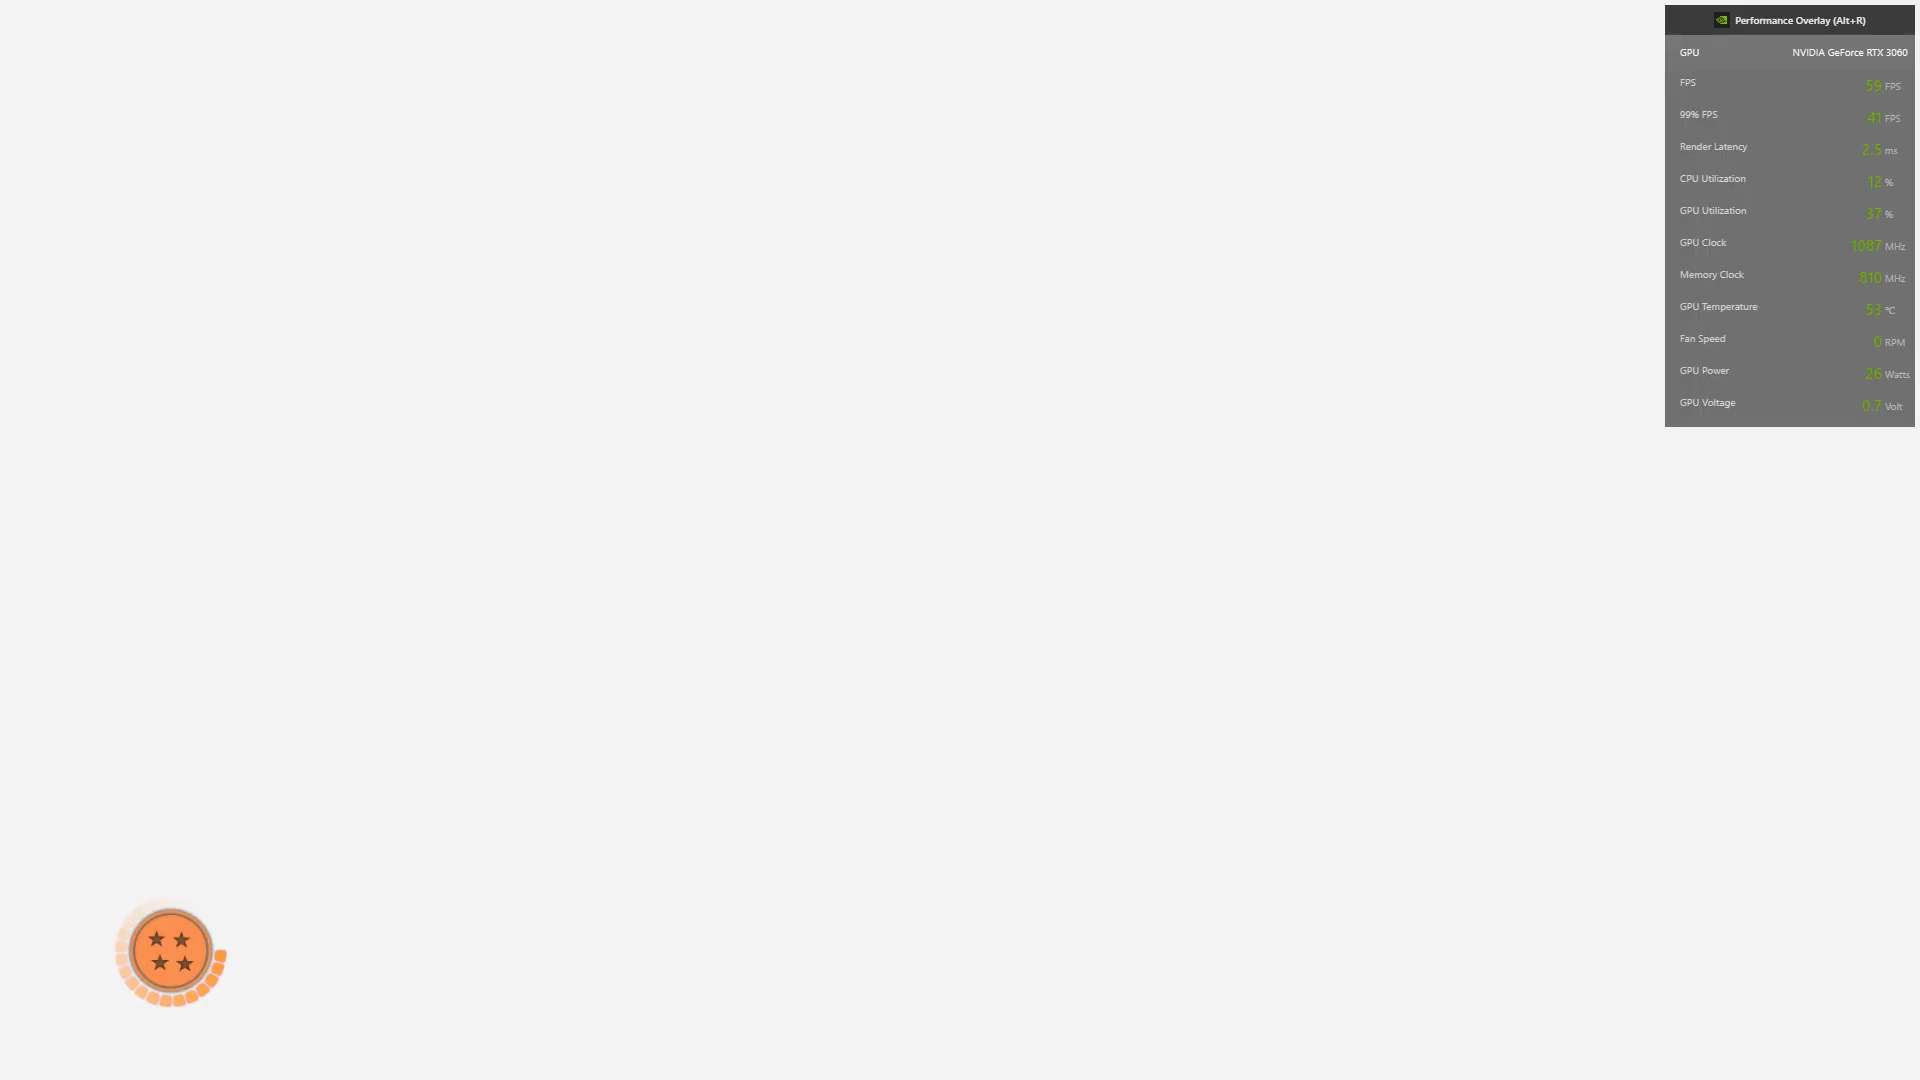 Performance Overlay (Alt+R)
GPU NVIDIA GeForce RTX 3060
FPS 59 FPS
99% FPS 41 FPS
Render Latency 2.5 ms
CPU Utilization 12 %
GPU Utilization 37 %
GPU Clock 1087 MHz
Memory Clock 810 MHz
GPU Temperature 53 °C
Fan Speed 0 RPM
GPU Power 26 Watts
GPU Voltage 0.7 Volt